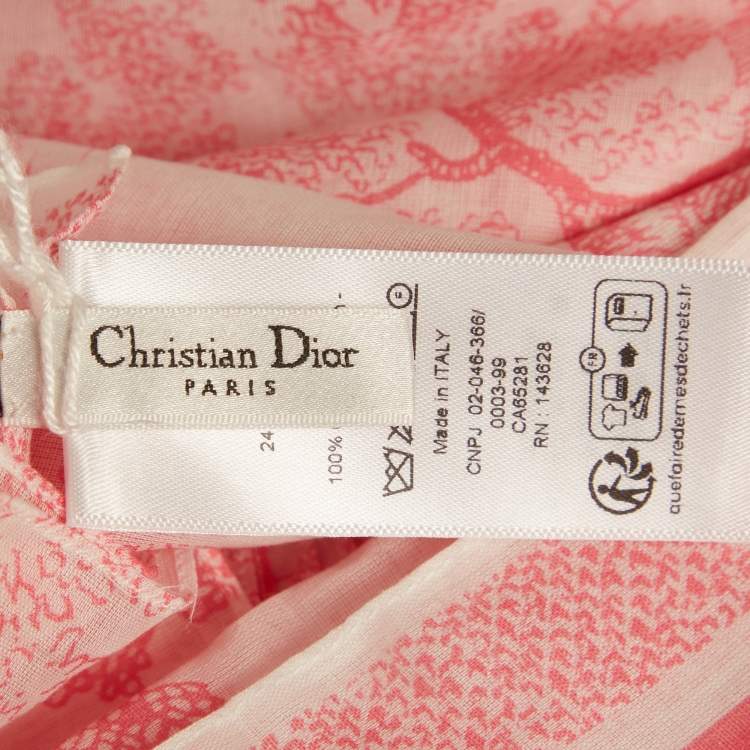 Christian Dior
PARIS
24
100%
Made in ITALY
CNPJ 02-046-366/
0003-99
CA65281
RN : 143628
FR
quefairedemesdechets.fr